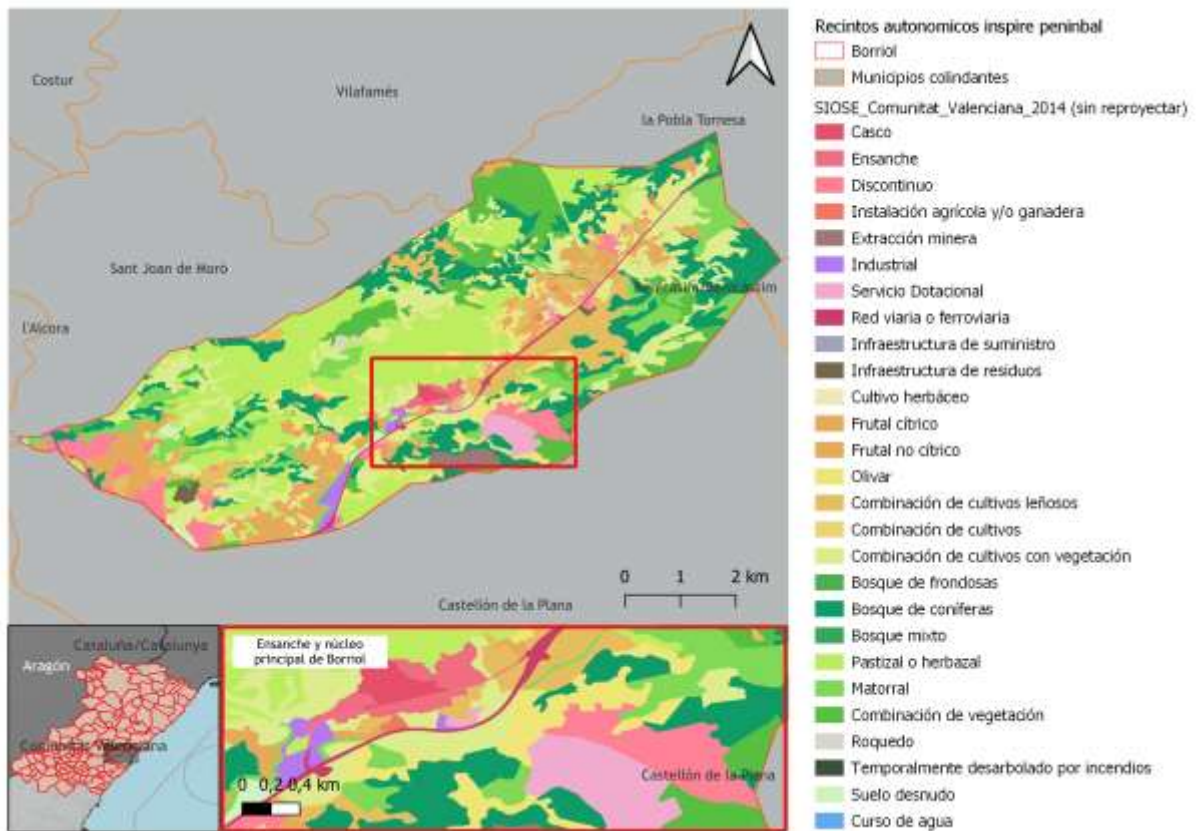 Costur
Vilafamés
la Pobla Tornesa
Sant Joan de Moró
l'Alcora
Castellón de la Plana
0 1 2 km
Cataluña/Catalunya
Aragón
Comunitat Valenciana
Ensanche y núcleo
principal de Borriol
0 0,2 0,4 km
Castellón de la Plana
Recintos autonomicos inspire peninbal
Borriol
Municipios colindantes
SIOSE_Comunitat_Valenciana_2014 (sin reproyectar)
Casco
Ensanche
Discontinuo
Instalación agrícola y/o ganadera
Extracción minera
Industrial
Servicio Dotacional
Red viaria o ferroviaria
Infraestructura de suministro
Infraestructura de residuos
Cultivo herbáceo
Frutal cítrico
Frutal no cítrico
Olivar
Combinación de cultivos leñosos
Combinación de cultivos
Combinación de cultivos con vegetación
Bosque de frondosas
Bosque de coníferas
Bosque mixto
Pastizal o herbazal
Matorral
Combinación de vegetación
Roquedo
Temporalmente desarbolado por incendios
Suelo desnudo
Curso de agua